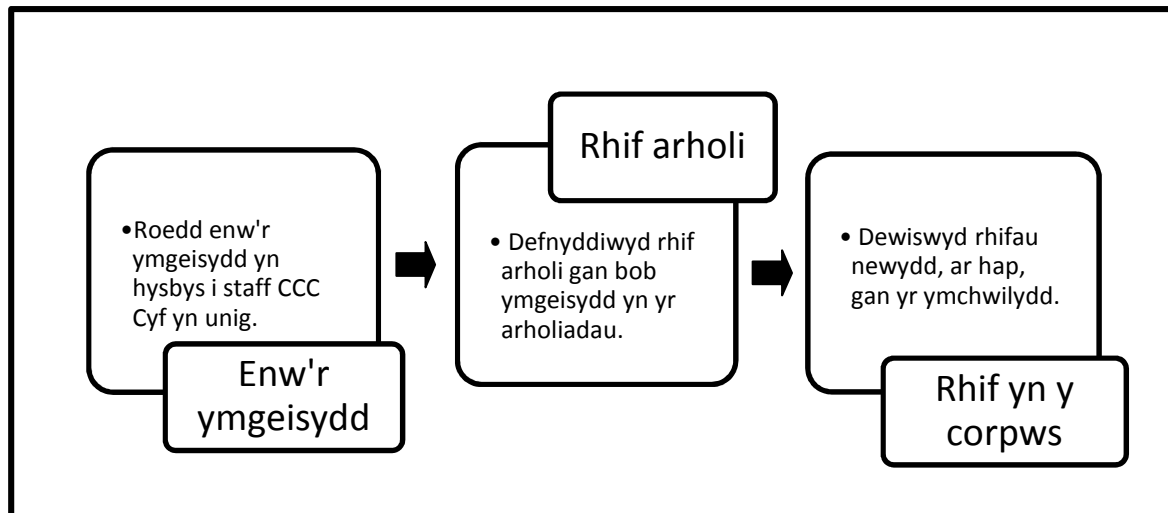 •Roedd enw'r
ymgeisydd yn
hysbys i staff CCC
Cyf yn unig.
Enw'r
ymgeisydd
Rhif arholi
• Defnyddiwyd rhif
arholi gan bob
ymgeisydd yn yr
arholiadau.
• Dewiswyd rhifau
newydd, ar hap,
gan yr ymchwilydd.
Rhif yn y
corpws